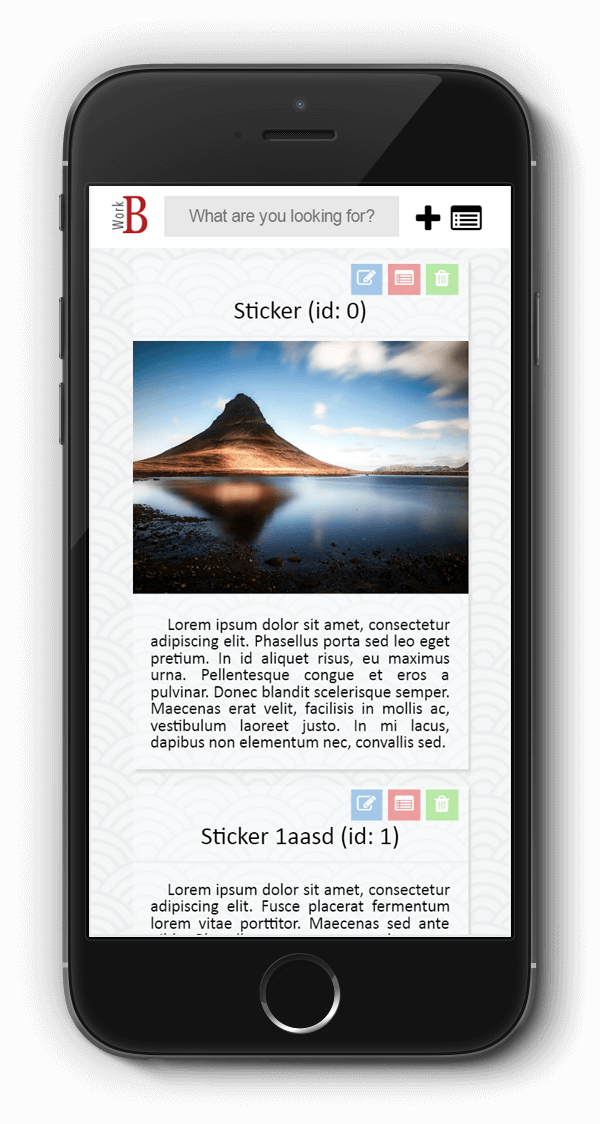 Work B
What are you looking for?
Sticker (id: 0)
Lorem ipsum dolor sit amet, consectetur
adipiscing elit. Phasellus porta sed leo eget
pretium. In id aliquet risus, eu maximus
urna. Pellentesque congue et eros a
pulvinar. Donec blandit scelerisque semper.
Maecenas erat velit, facilisis in mollis ac,
vestibulum laoreet justo. In mi lacus,
dapibus non elementum nec, convallis sed.
Sticker 1aasd (id: 1)
Lorem ipsum dolor sit amet, consectetur
adipiscing elit. Fusce placerat fermentum
lorem vitae porttitor. Maecenas sed ante